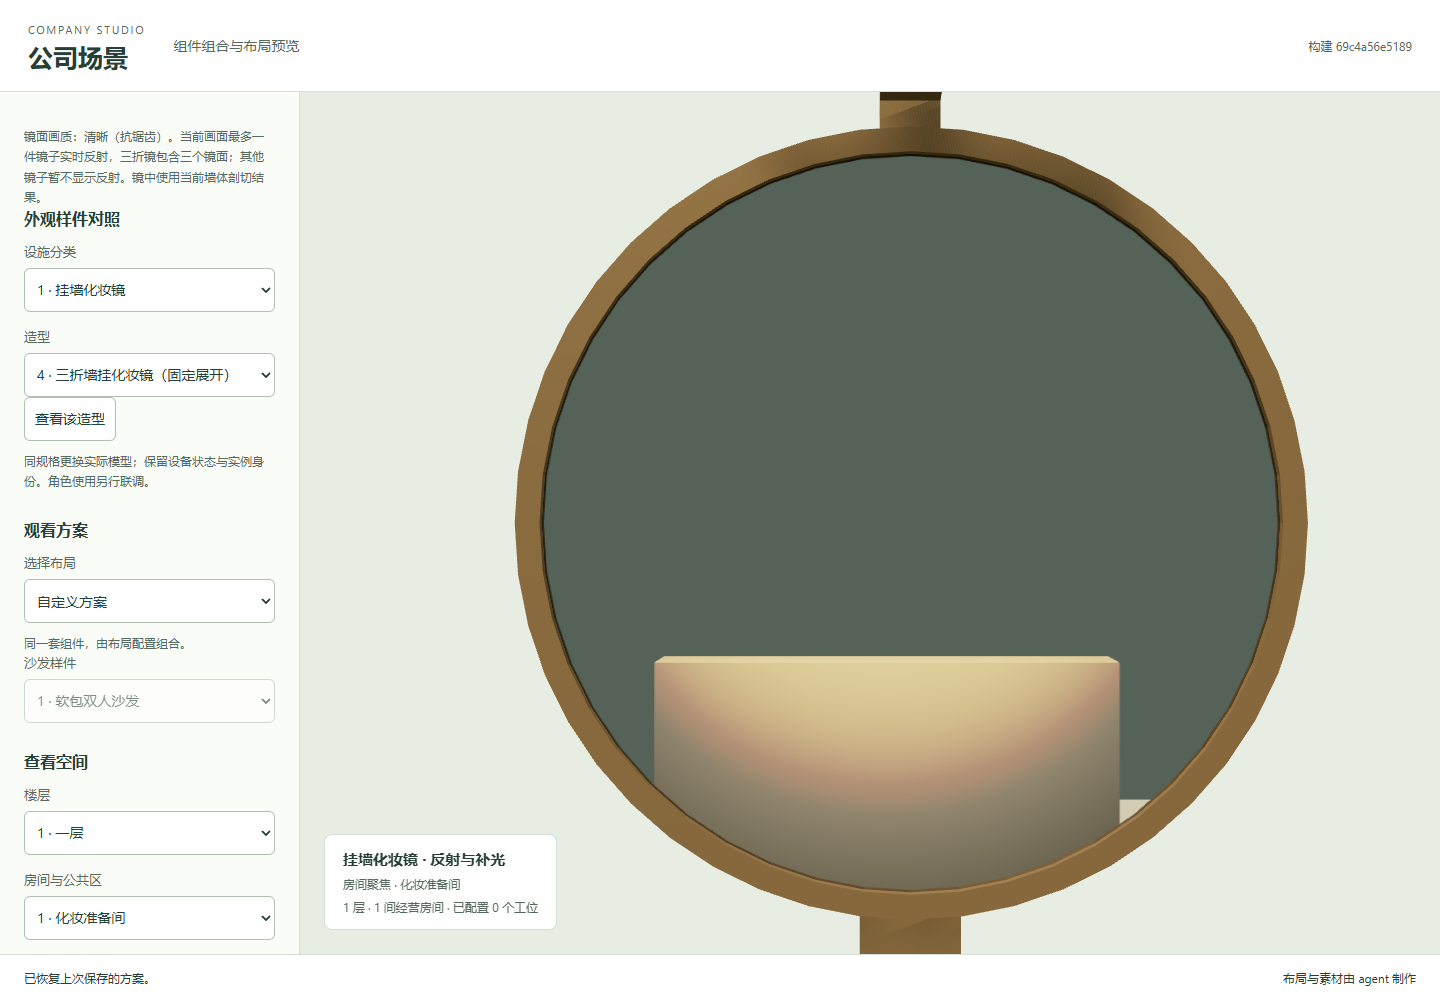 COMPANY STUDIO
公司场景
组件组合与布局预览
构建 69c4a56e5189
镜面画质：清晰（抗锯齿）。当前画面最多一
件镜子实时反射，三折镜包含三个镜面；其他
镜子暂不显示反射。镜中使用当前墙体剖切结
果。
外观样件对照
设施分类
1 · 挂墙化妆镜
造型
4 · 三折墙挂化妆镜（固定展开）
查看该造型
同规格更换实际模型；保留设备状态与实例身
份。角色使用另行联调。
观看方案
选择布局
自定义方案
同一套组件，由布局配置组合。
沙发样件
1 · 软包双人沙发
查看空间
楼层
1 · 一层
房间与公共区
1 · 化妆准备间
挂墙化妆镜 · 反射与补光
房间聚焦 · 化妆准备间
1 层 · 1 间经营房间 · 已配置 0 个工位
已恢复上次保存的方案。
布局与素材由 agent 制作